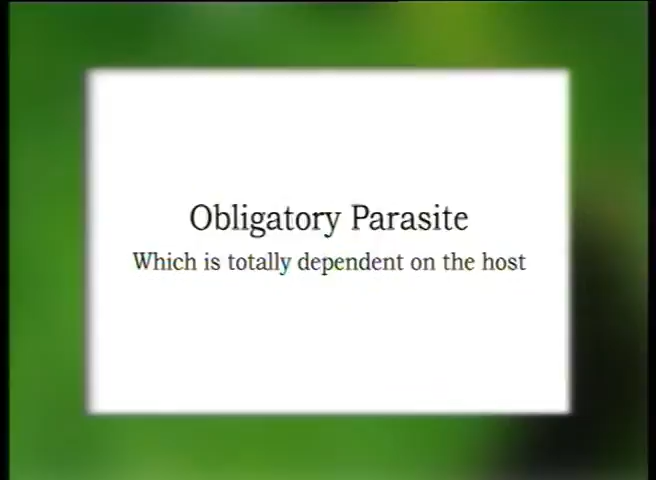 Obligatory Parasite
Which is totally dependent on the host